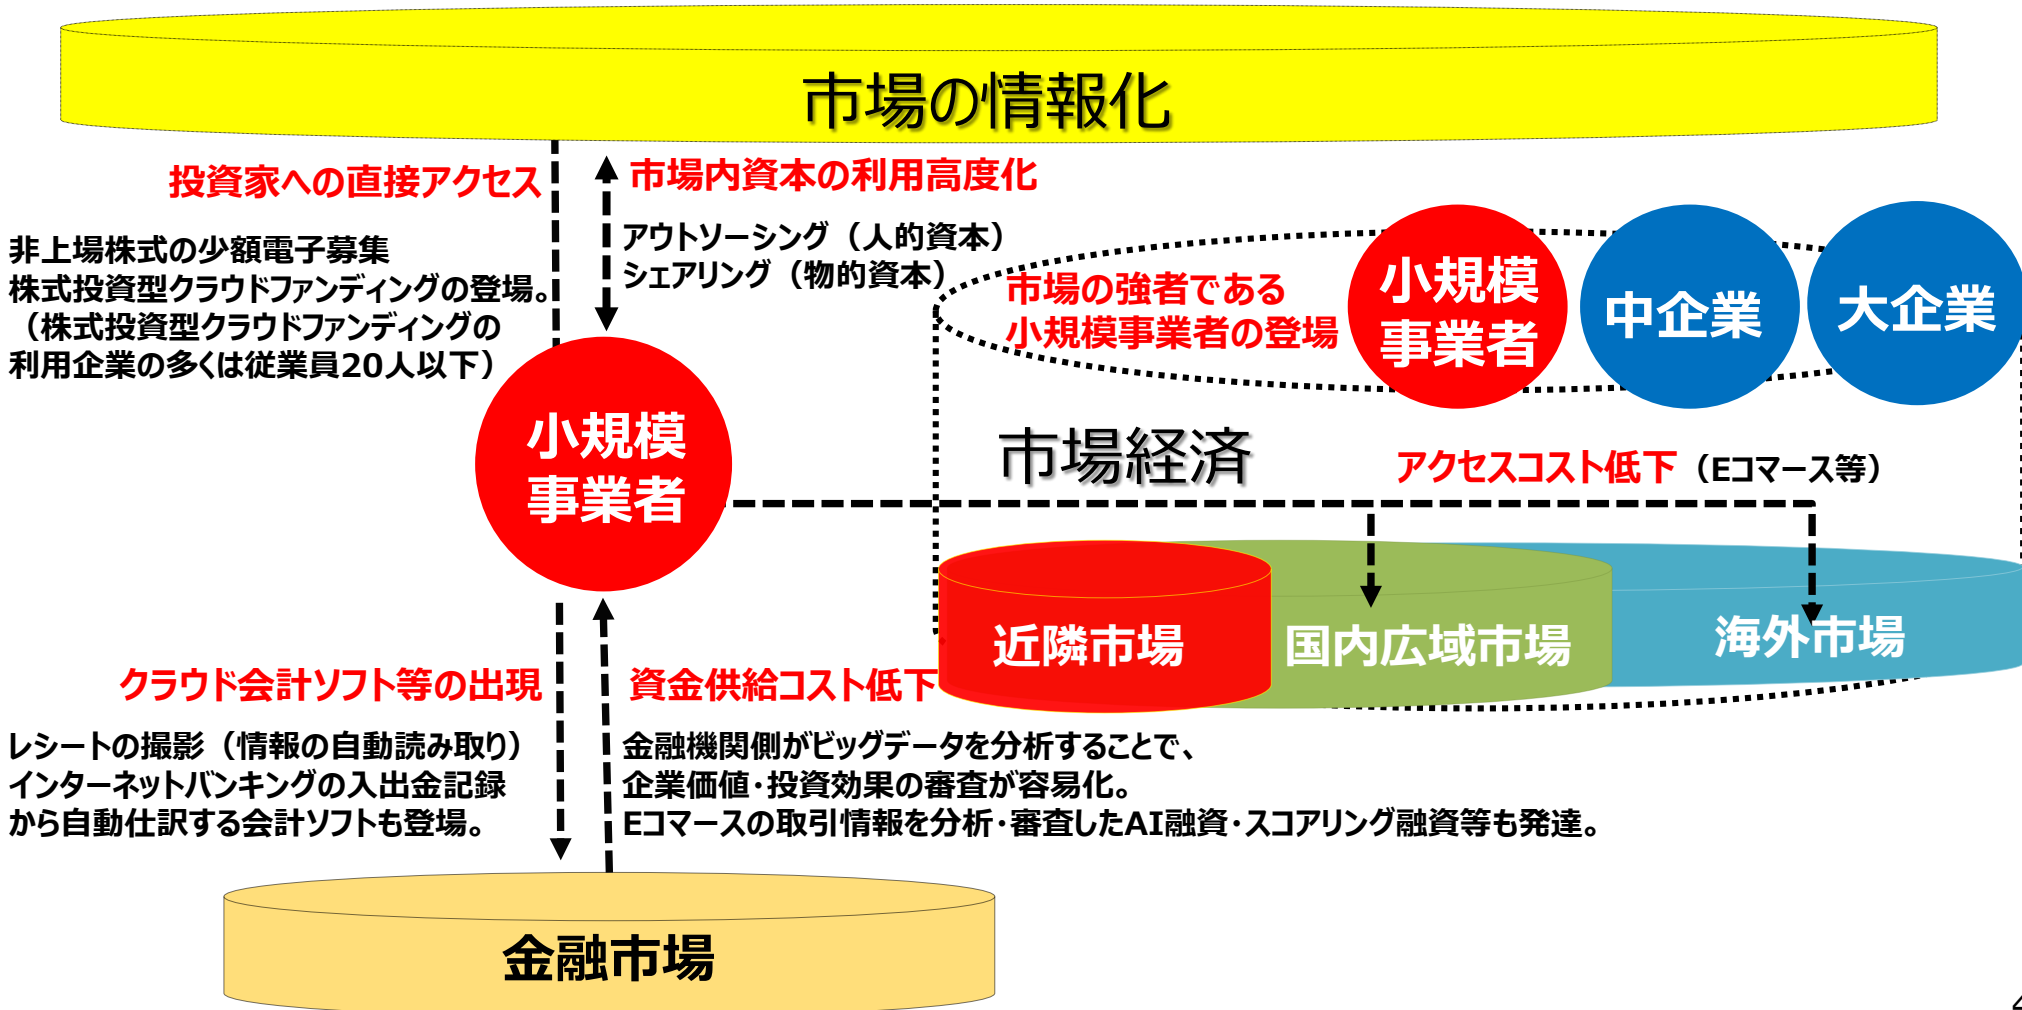 市場の情報化
投資家への直接アクセス
非上場株式の少額電子募集
株式投資型クラウドファンディングの登場。
（株式投資型クラウドファンディングの
利用企業の多くは従業員20人以下）
市場内資本の利用高度化
アウトソーシング（人的資本）
シェアリング（物的資本）
市場の強者である
小規模事業者の登場
小規模
事業者
中企業
大企業
小規模
事業者
市場経済
アクセスコスト低下（Eコマース等）
近隣市場
国内広域市場
海外市場
クラウド会計ソフト等の出現
レシートの撮影（情報の自動読み取り）
インターネットバンキングの入出金記録
から自動仕訳する会計ソフトも登場。
資金供給コスト低下
金融機関側がビッグデータを分析することで、
企業価値・投資効果の審査が容易化。
Eコマースの取引情報を分析・審査したAI融資・スコアリング融資等も発達。
金融市場